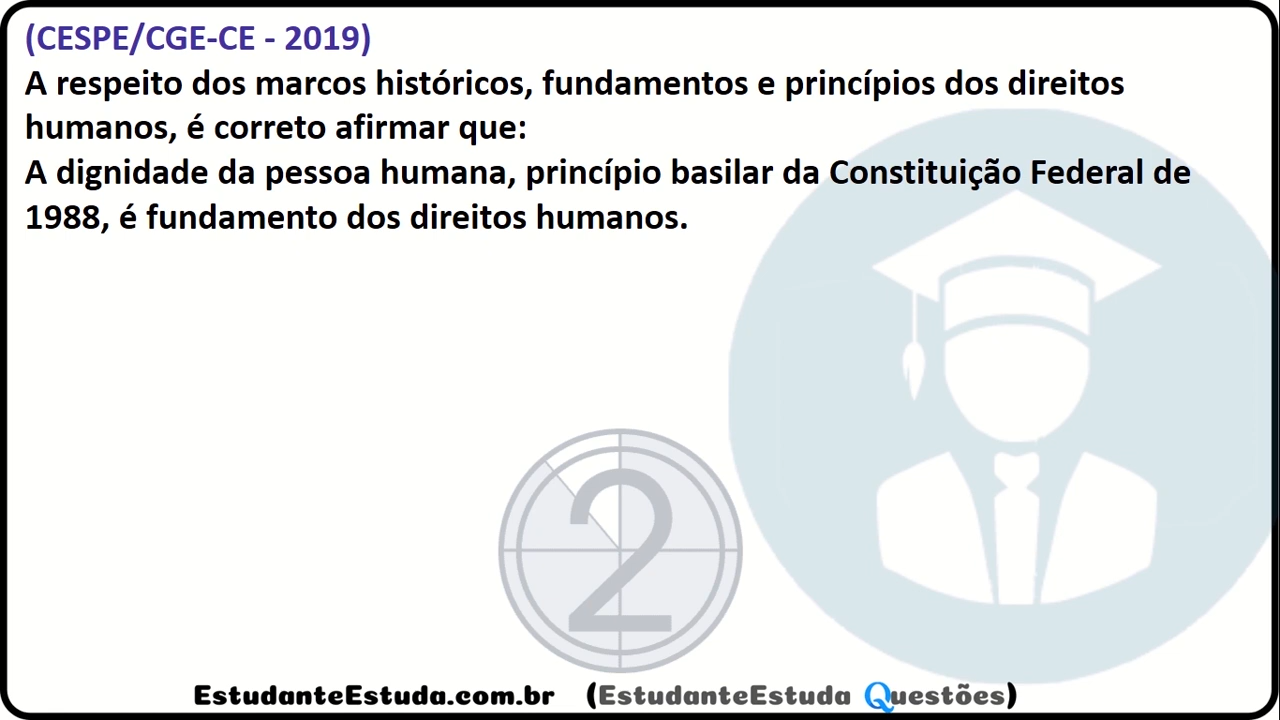 (CESPE/CGE-CE - 2019)
A respeito dos marcos históricos, fundamentos e princípios dos direitos
humanos, é correto afirmar que:
A dignidade da pessoa humana, princípio basilar da Constituição Federal de
1988, é fundamento dos direitos humanos.
2
EstudanteEstuda.com.br (EstudanteEstuda Questões)